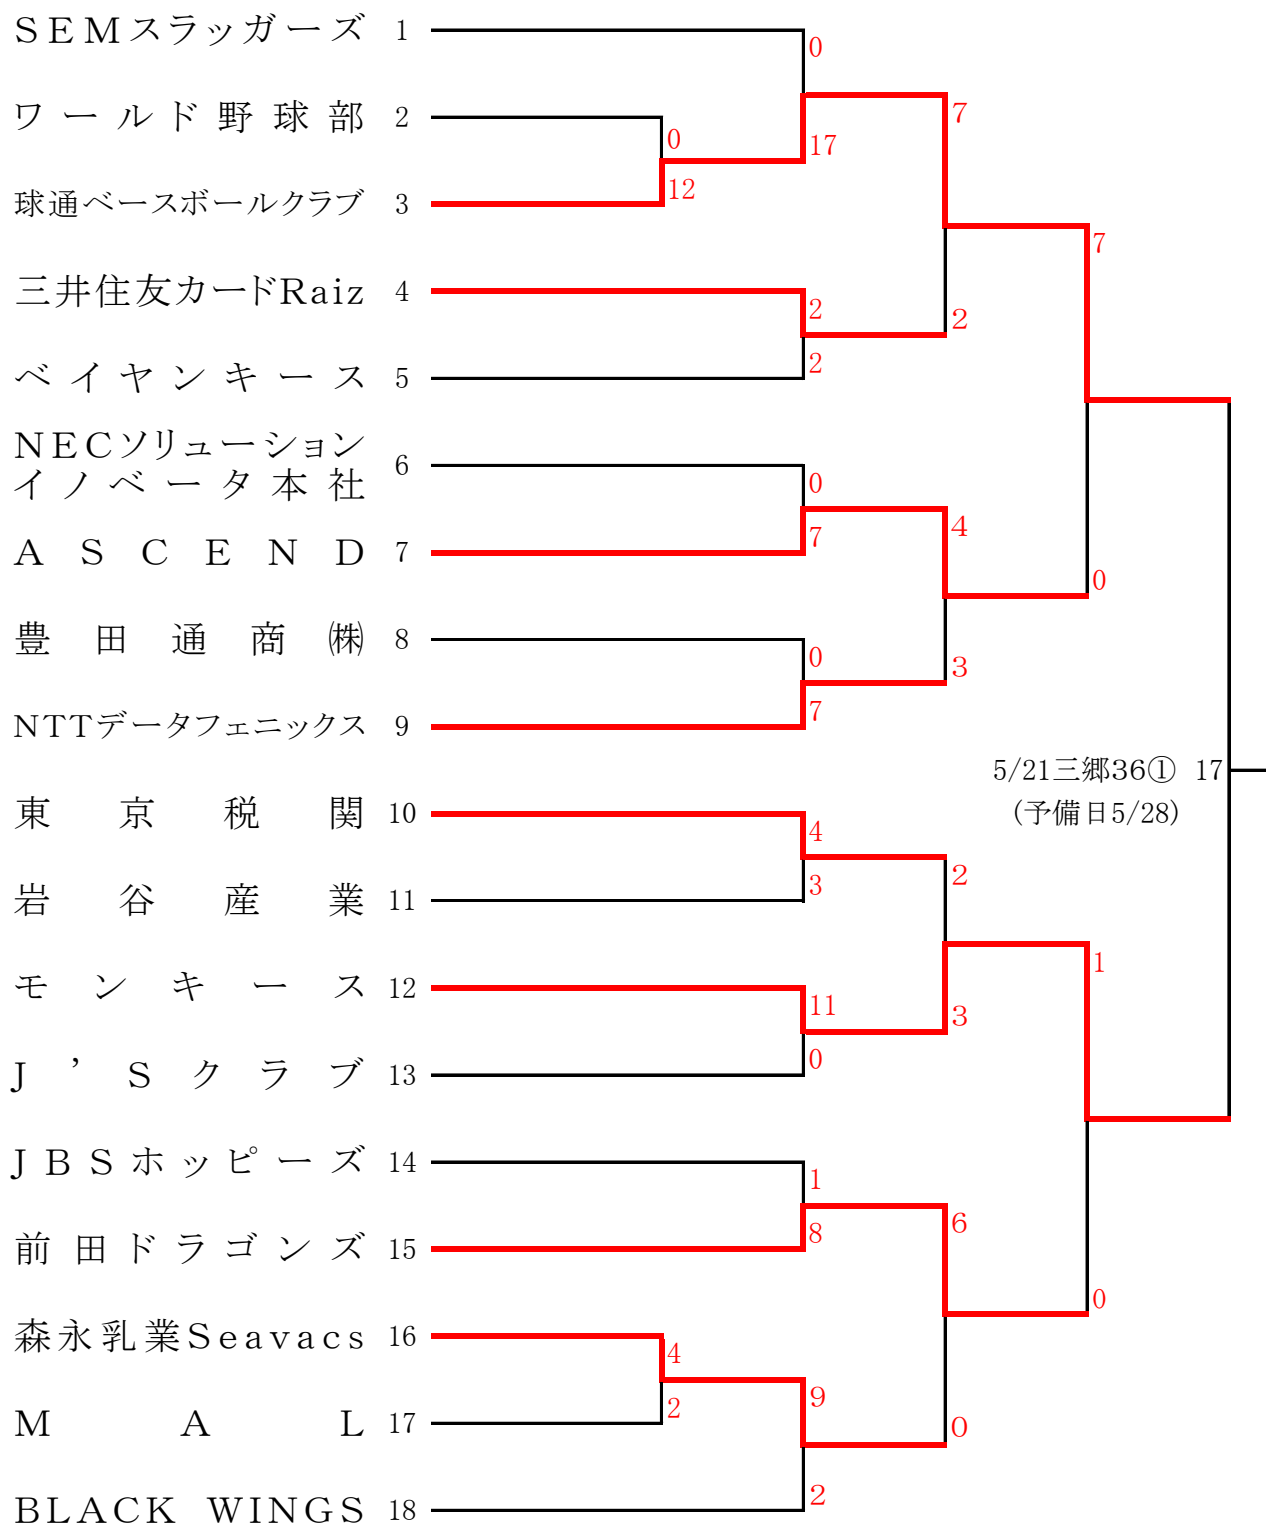 SEMスラッガーズ 1
0
ワールド野球部 2
7
0
17
12
球通ベースボールクラブ 3
7
三井住友カードRaiz 4
2
2
2
ベイヤンキース 5
NECソリューション
イノベータ本社 6
0
4
7
ASCEND 7
0
豊田通商㈱ 8
0
3
7
NTTデータフェニックス 9
5/21三郷36① 17
(予備日5/28)
東京税関 10
4
2
3
岩谷産業 11
1
モンキース 12
11
3
0
J’Sクラブ 13
JBSホッピーズ 14
1
6
8
前田ドラゴンズ 15
0
森永乳業Seavacs 16
4
9
2
MAL 17
0
2
BLACK WINGS 18